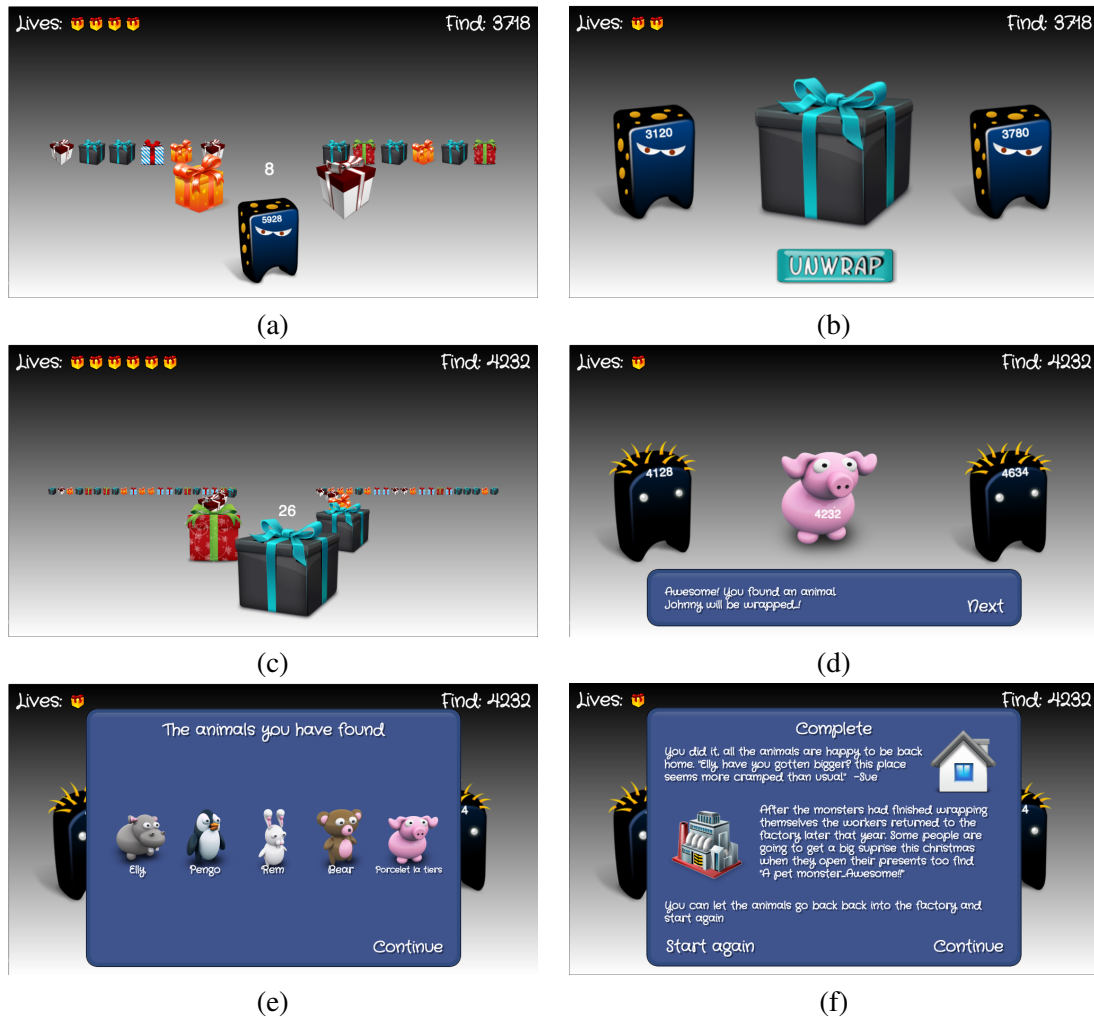 Lives:
Find: 3718
8
5928
(a)
Lives:
Find: 3718
3120
3780
UNWRAP
(b)
Lives:
Find: 4232
26
(c)
Lives:
Find: 4232
4128
4232
4634
Awesome! You found an animal
Johnny will be wrapped...!
Next
(d)
Lives:
Find: 4232
The animals you have found
Elly
Pengo
Rem
Bear
Porcelet la tiers
Continue
(e)
Lives:
Find: 4232
4
Complete
You did it, all the animals are happy to be back
home. "Elly, have you gotten bigger? this place
seems more cramped than usual" -Sue
After the monsters had finished wrapping
themselves the workers returned to the
factory later that year. Some people are
going to get a big suprise this christmas
when they open their presents too find
"A pet monster...Awesome!!"
You can let the animals go back back into the factory and
start again
Start again
Continue
(f)